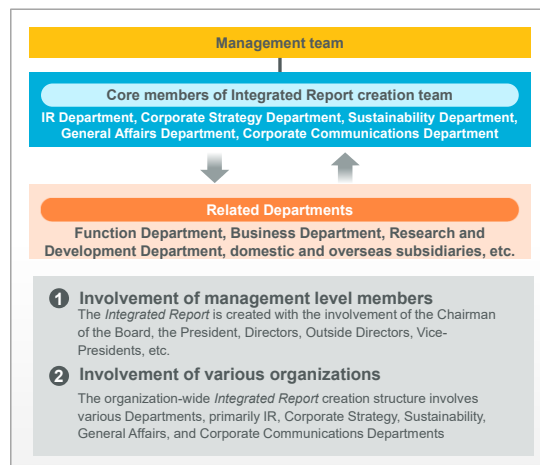 Management team
Core members of Integrated Report creation team
IR Department, Corporate Strategy Department, Sustainability Department,
General Affairs Department, Corporate Communications Department
Related Departments
Function Department, Business Department, Research and
Development Department, domestic and overseas subsidiaries, etc.
1 Involvement of management level members
The Integrated Report is created with the involvement of the Chairman
of the Board, the President, Directors, Outside Directors, Vice-
Presidents, etc.
2 Involvement of various organizations
The organization-wide Integrated Report creation structure involves
various Departments, primarily IR, Corporate Strategy, Sustainability,
General Affairs, and Corporate Communications Departments